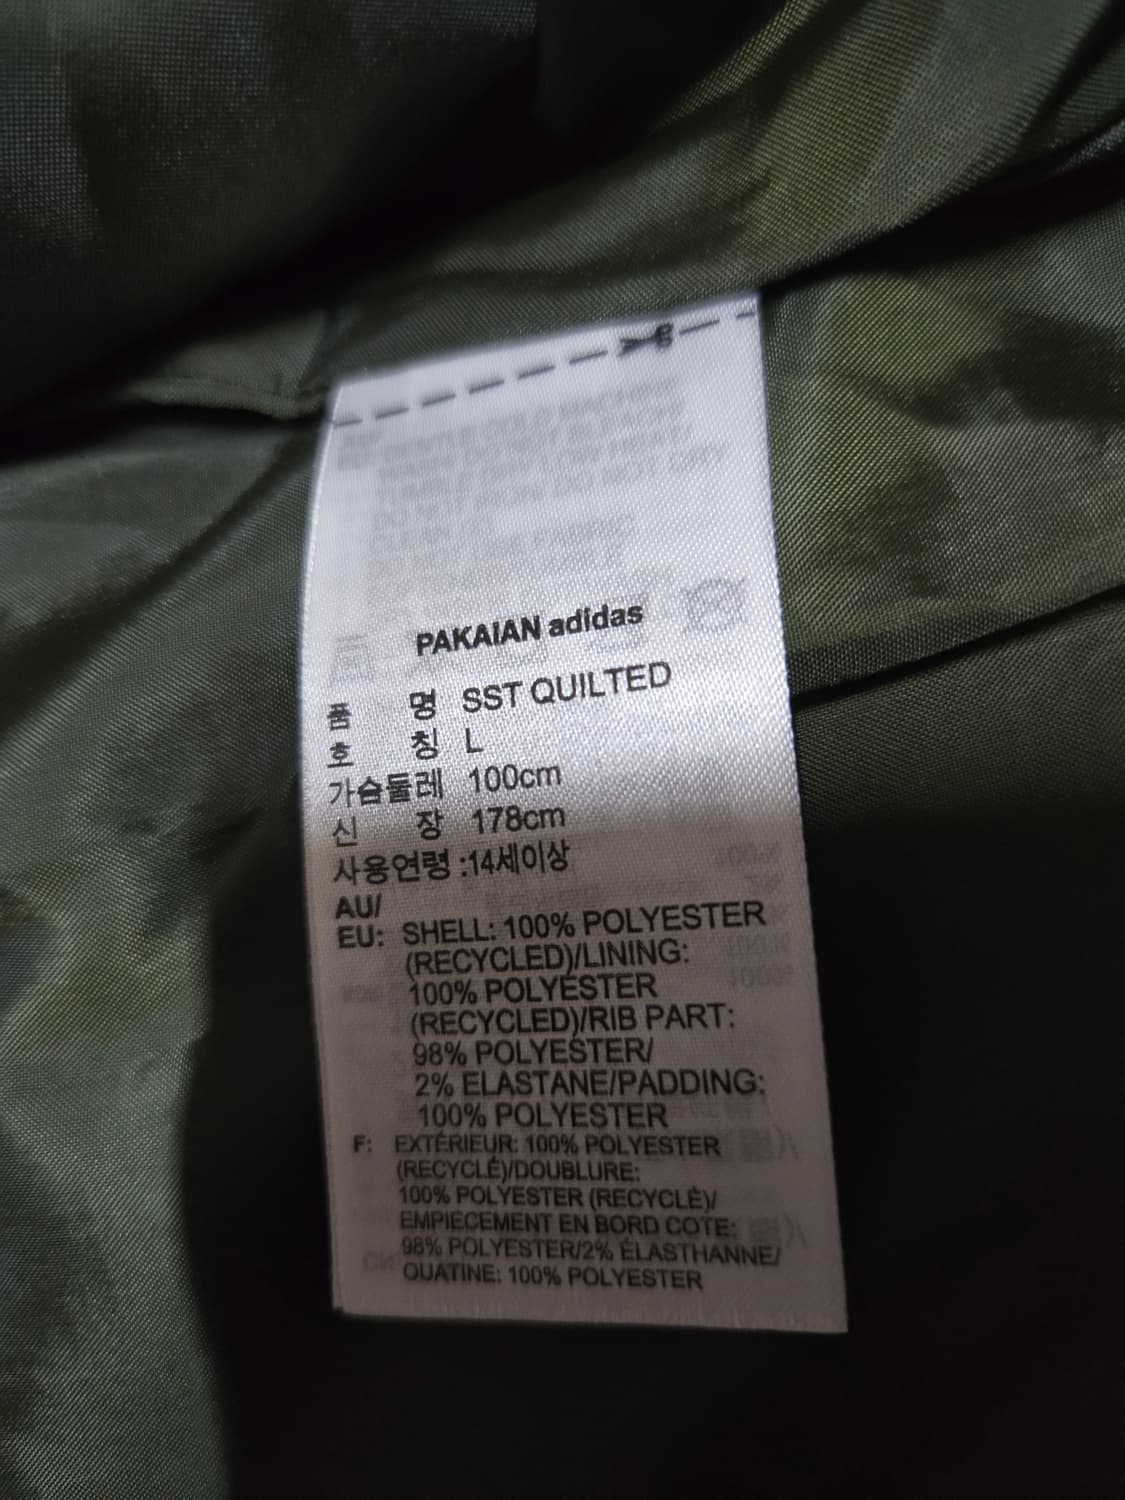 PAKAIAN adidas
품 명 SST QUILTED
호 칭 L
가슴둘레 100cm
신 장 178cm
사용연령 :14세이상
AU/
EU: SHELL: 100% POLYESTER
(RECYCLED)/LINING:
100% POLYESTER
(RECYCLED)/RIB PART:
98% POLYESTER/
2% ELASTANE/PADDING:
100% POLYESTER
F: EXTÉRIEUR: 100% POLYESTER
(RECYCLÉ)/DOUBLURE:
100% POLYESTER (RECYCLÉ)/
EMPIECEMENT EN BORD COTE:
98% POLYESTER/2% ÉLASTHANNE/
OUATINE: 100% POLYESTER